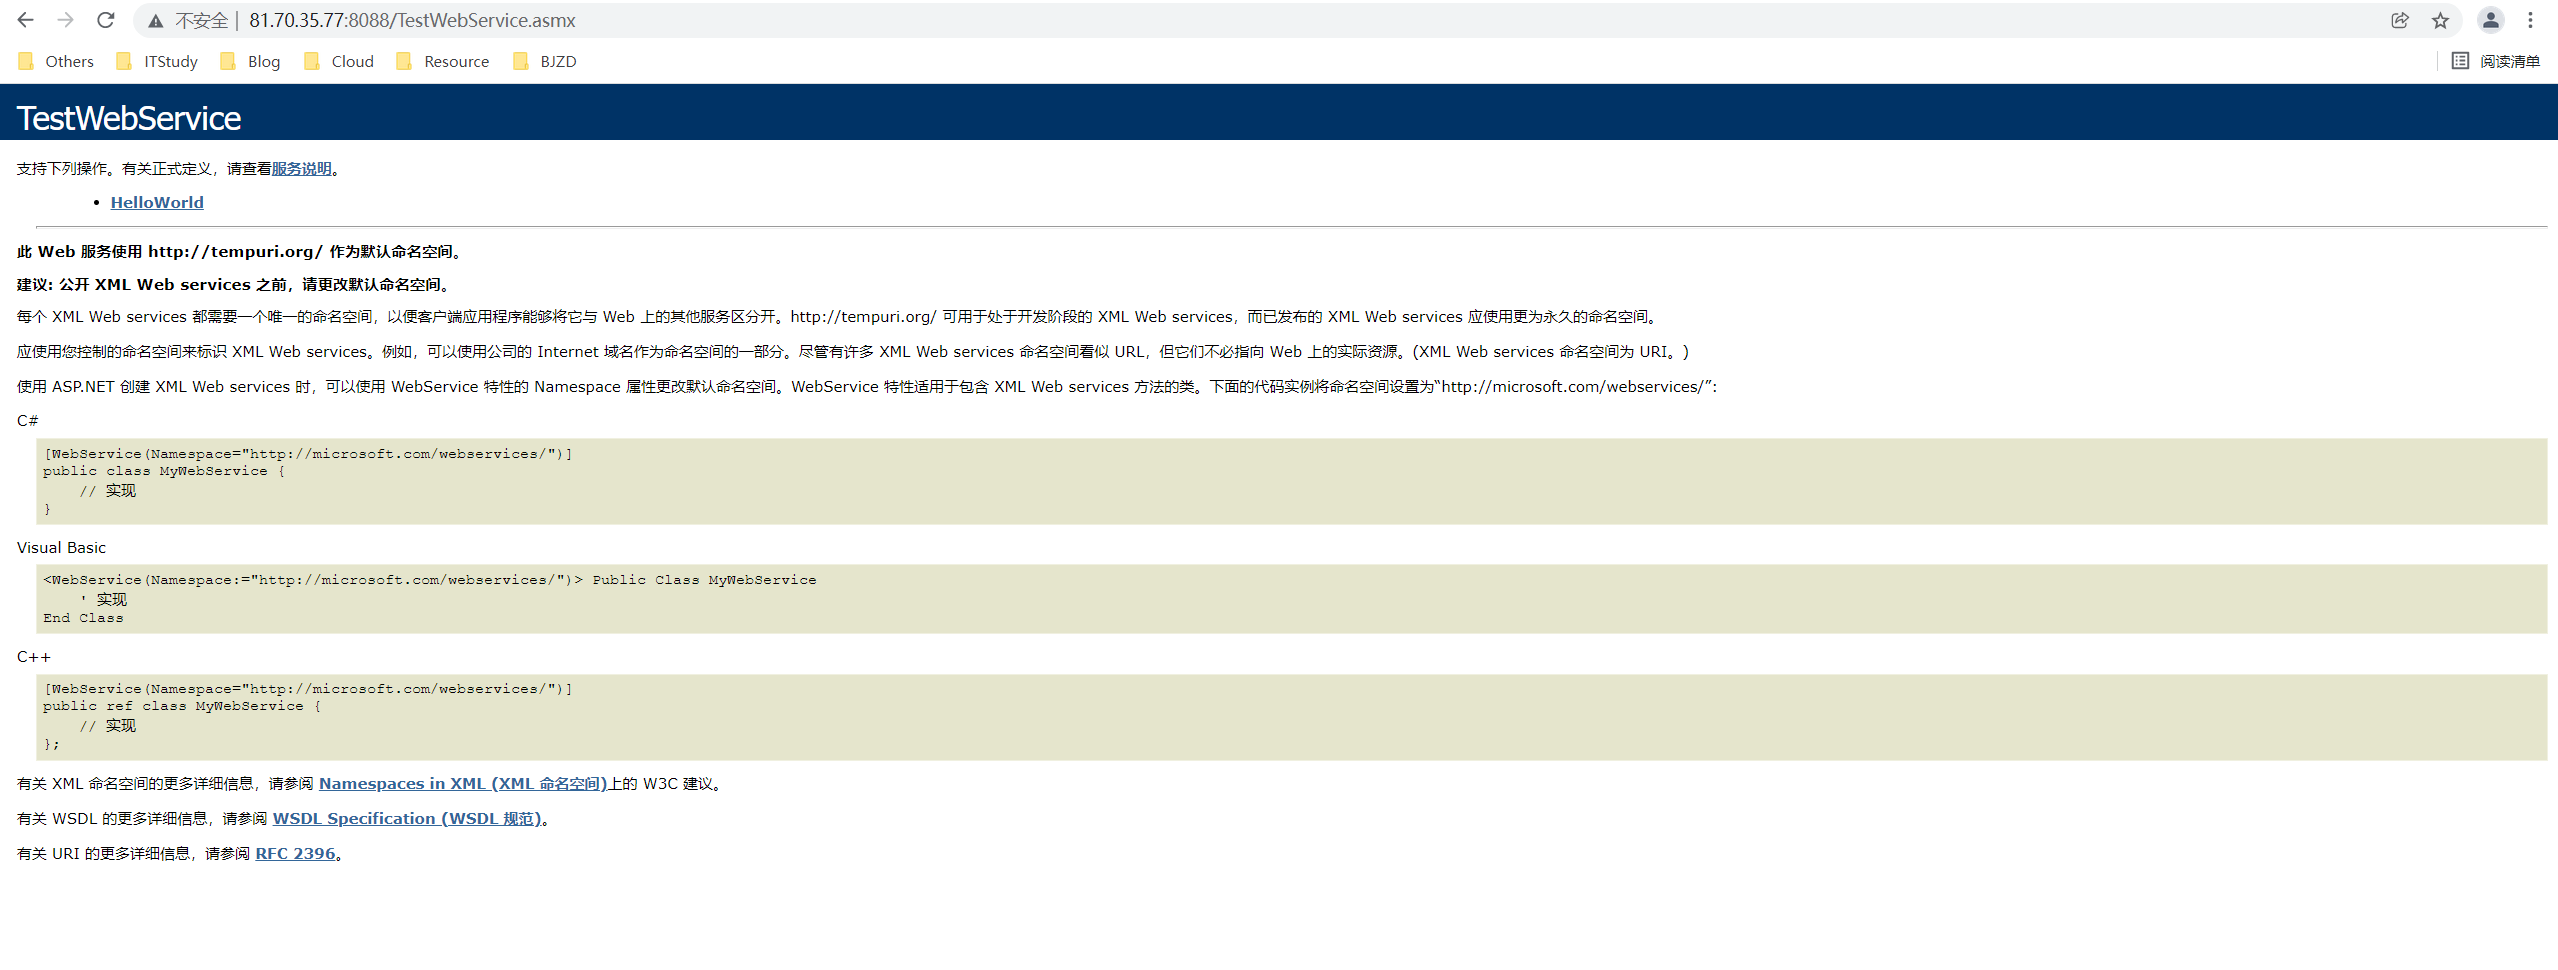 不安全 | 81.70.35.77:8088/TestWebService.asmx
Others ITStudy Blog Cloud Resource BJZD 阅读清单
TestWebService
支持下列操作。有关正式定义，请查看服务说明。
• HelloWorld
此 Web 服务使用 http://tempuri.org/ 作为默认命名空间。
建议: 公开 XML Web services 之前，请更改默认命名空间。
每个 XML Web services 都需要一个唯一的命名空间，以便客户端应用程序能够将它与 Web 上的其他服务区分开。http://tempuri.org/ 可用于处于开发阶段的 XML Web services，而已发布的 XML Web services 应使用更为永久的命名空间。
应使用您控制的命名空间来标识 XML Web services。例如，可以使用公司的 Internet 域名作为命名空间的一部分。尽管有许多 XML Web services 命名空间看似 URL，但它们不必指向 Web 上的实际资源。(XML Web services 命名空间为 URI。)
使用 ASP.NET 创建 XML Web services 时，可以使用 WebService 特性的 Namespace 属性更改默认命名空间。WebService 特性适用于包含 XML Web services 方法的类。下面的代码实例将命名空间设置为“http://microsoft.com/webservices/”:
C#
[WebService(Namespace="http://microsoft.com/webservices/")]
public class MyWebService {
    // 实现
}
Visual Basic
<WebService(Namespace:="http://microsoft.com/webservices/")> Public Class MyWebService
    ' 实现
End Class
C++
[WebService(Namespace="http://microsoft.com/webservices/")]
public ref class MyWebService {
    // 实现
};
有关 XML 命名空间的更多详细信息，请参阅 Namespaces in XML (XML 命名空间)上的 W3C 建议。
有关 WSDL 的更多详细信息，请参阅 WSDL Specification (WSDL 规范)。
有关 URI 的更多详细信息，请参阅 RFC 2396。